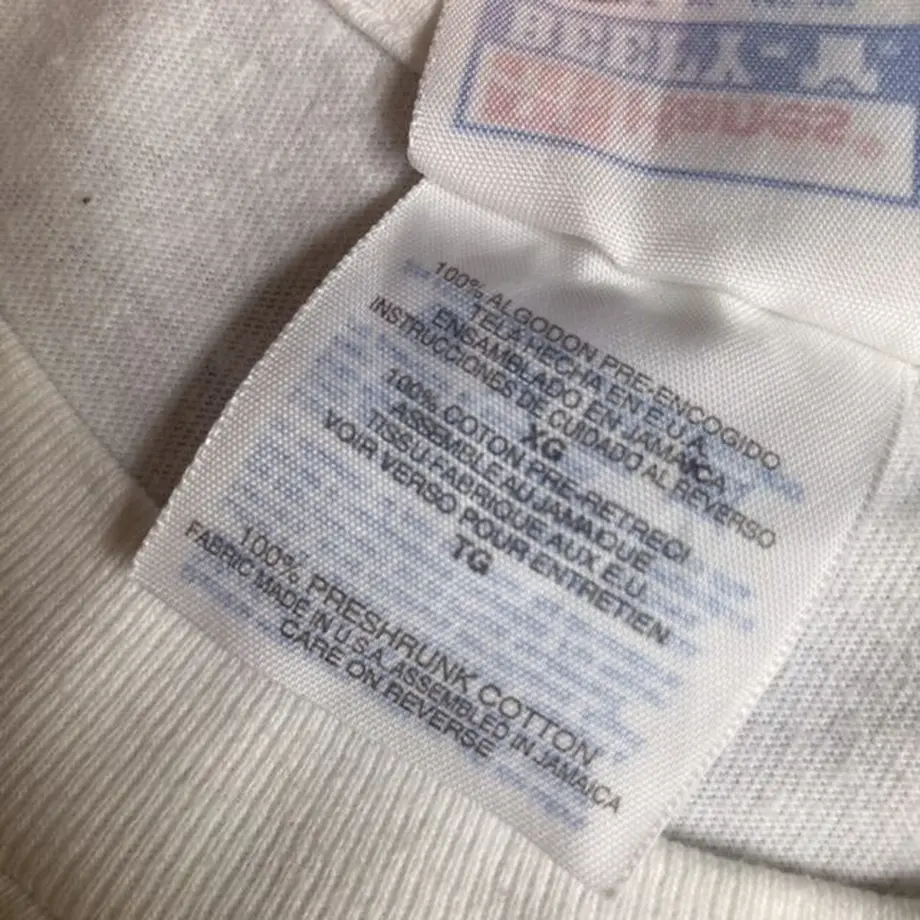 100% ALGODON PRE-ENCOGIDO
TELA HECHA EN E.U.A.
ENSAMBLADO EN JAMAICA
INSTRUCCIONES DE CUIDADO AL REVERSO
XG
100% COTON PRE-RETRECI
ASSEMBLE AU JAMAIQUE
TISSU FABRIQUE AUX E.U.
VOIR VERSO POUR ENTRETIEN
TG
100% PRESHRUNK COTTON
FABRIC MADE IN U.S.A. ASSEMBLED IN JAMAICA
CARE ON REVERSE